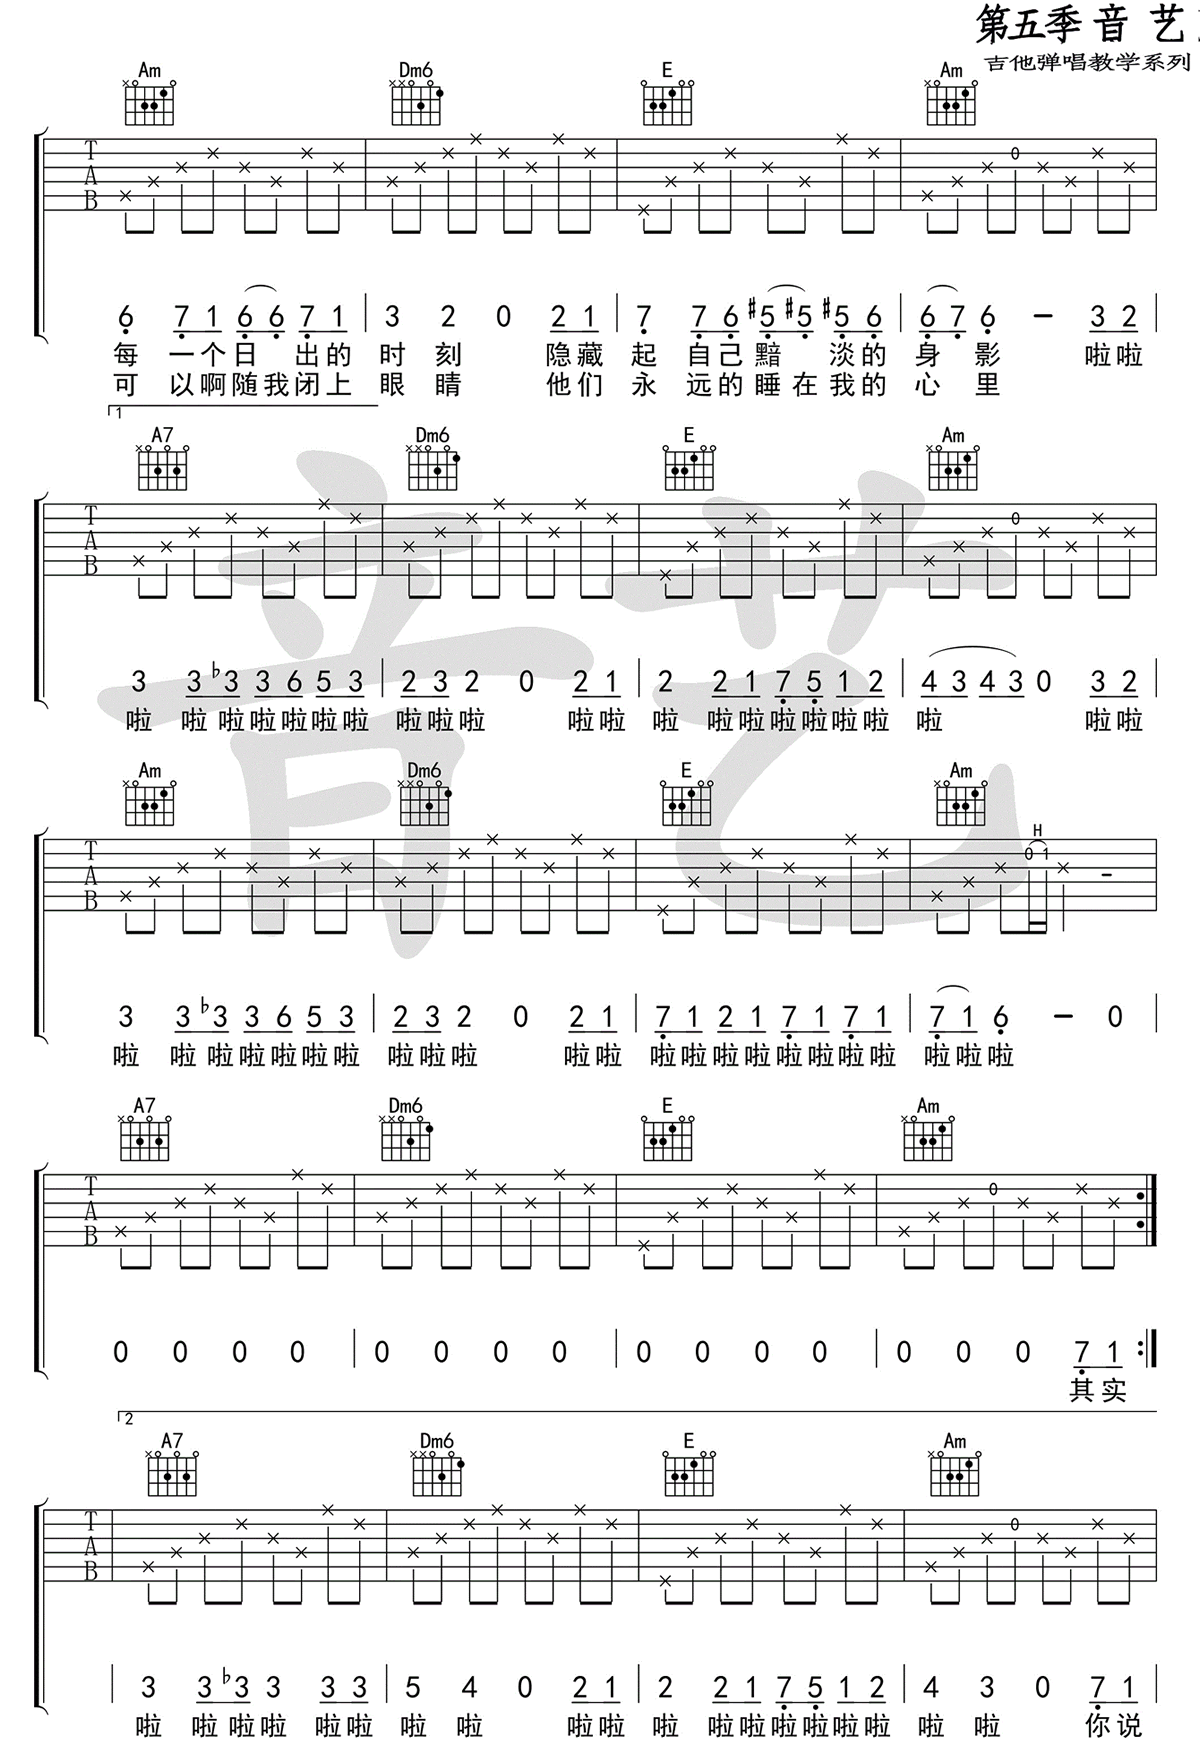 第五季音艺
吉他弹唱教学系列
Am Dm6 E Am
T
A
B
6 7 1 6 6 7 1 3 2 0 2 1 7 7 6 #5 #5 #5 6 6 7 6 - 3 2
每一个日出的时刻 隐藏起自己黯淡的身影 啦啦
可以啊随我闭上眼睛 他们永远的睡在我的心里
1
A7 Dm6 E Am
T
A
B
3 3 b3 3 6 5 3 2 3 2 0 2 1 2 2 1 7 5 1 2 4 3 4 3 0 3 2
啦 啦啦啦啦啦啦 啦啦啦 啦啦 啦 啦啦啦啦啦啦 啦 啦啦
Am Dm6 E Am
H
T
A
B
3 3 b3 3 6 5 3 2 3 2 0 2 1 7 1 2 1 7 1 7 1 7 1 6 - 0
啦 啦啦啦啦啦啦 啦啦啦 啦啦 啦啦啦啦啦啦啦啦 啦啦啦
A7 Dm6 E Am
T
A
B
0 0 0 0 0 0 0 0 0 0 0 0 0 0 0 7 1
其实
2
A7 Dm6 E Am
T
A
B
3 3 b3 3 3 3 5 4 0 2 1 2 2 1 7 5 1 2 4 3 0 7 1
啦 啦啦啦 啦啦 啦 啦 啦啦 啦 啦啦啦啦啦啦 啦 啦 你说
音艺